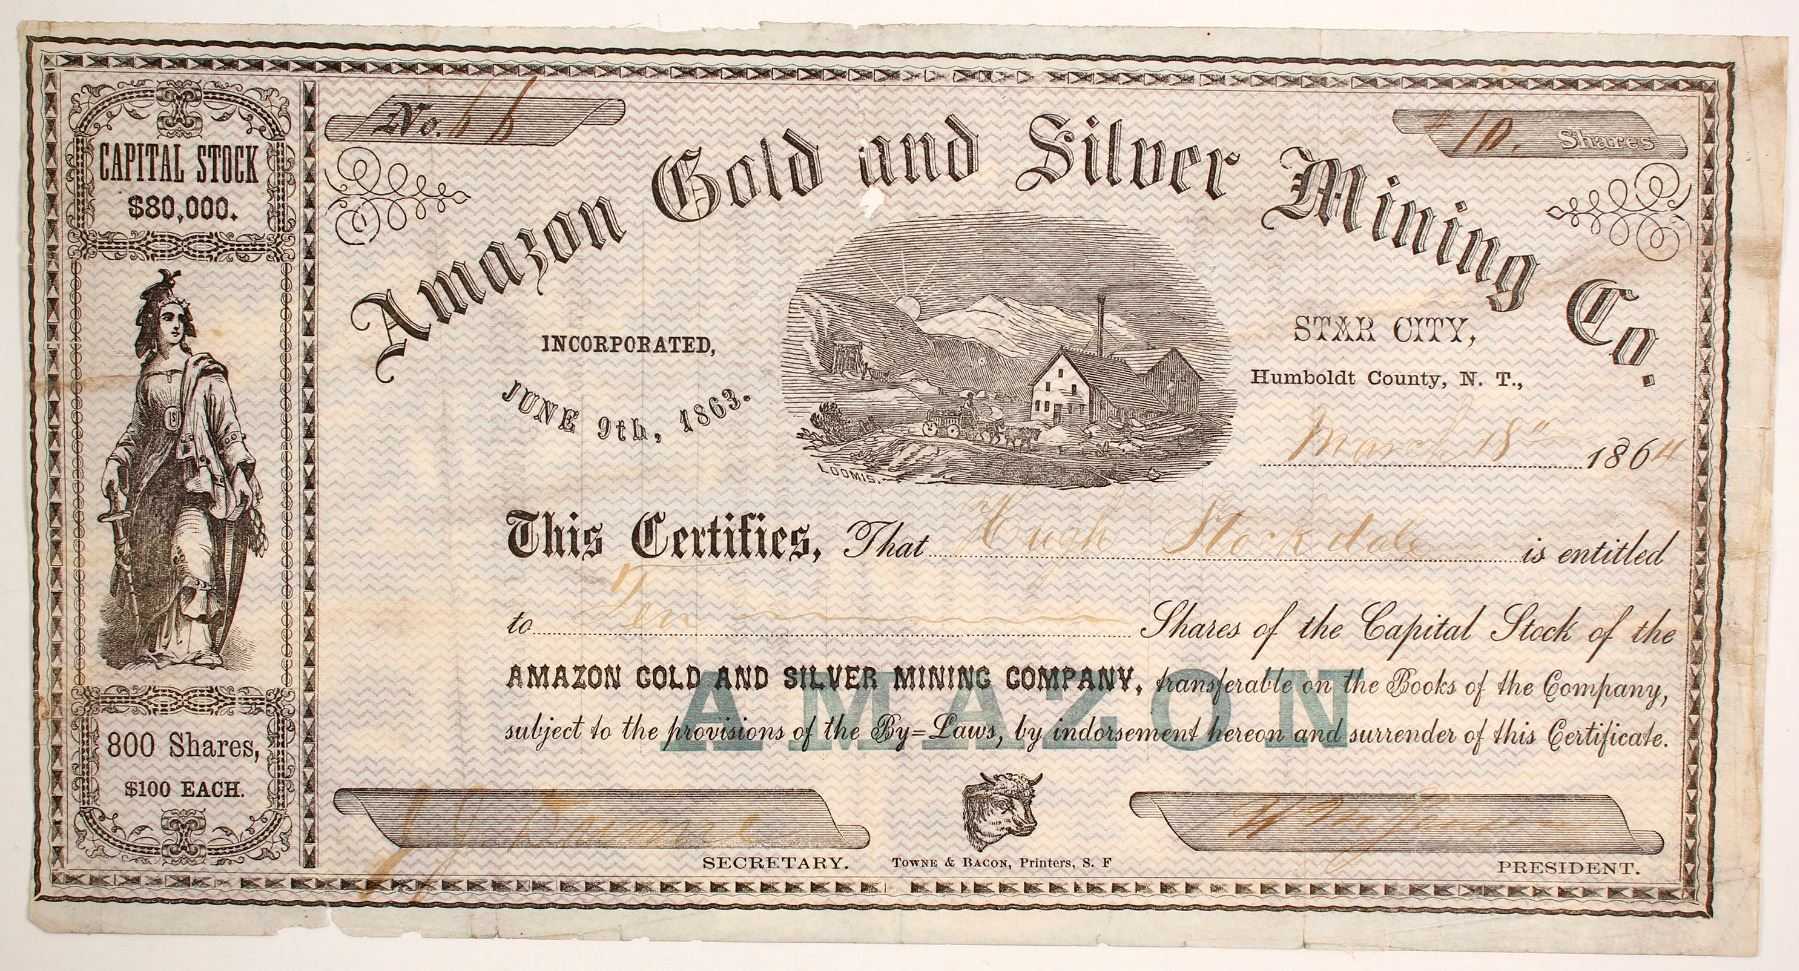 No. 66
10. Shares
CAPITAL STOCK
$80,000.
Amazon Gold and Silver Mining Co.
INCORPORATED,
JUNE 9th, 1863.
STAR CITY,
Humboldt County, N. T.,
March 18" 1864
LOOMIS.
This Certifies, That Hugh Stockdale is entitled
to Ten Shares of the Capital Stock of the
AMAZON GOLD AND SILVER MINING COMPANY, transferable on the Books of the Company,
subject to the provisions of the By=Laws, by indorsement hereon and surrender of this Certificate.
AMAZON
800 Shares,
$100 EACH.
SECRETARY.
TOWNE & BACON, Printers, S. F
PRESIDENT.